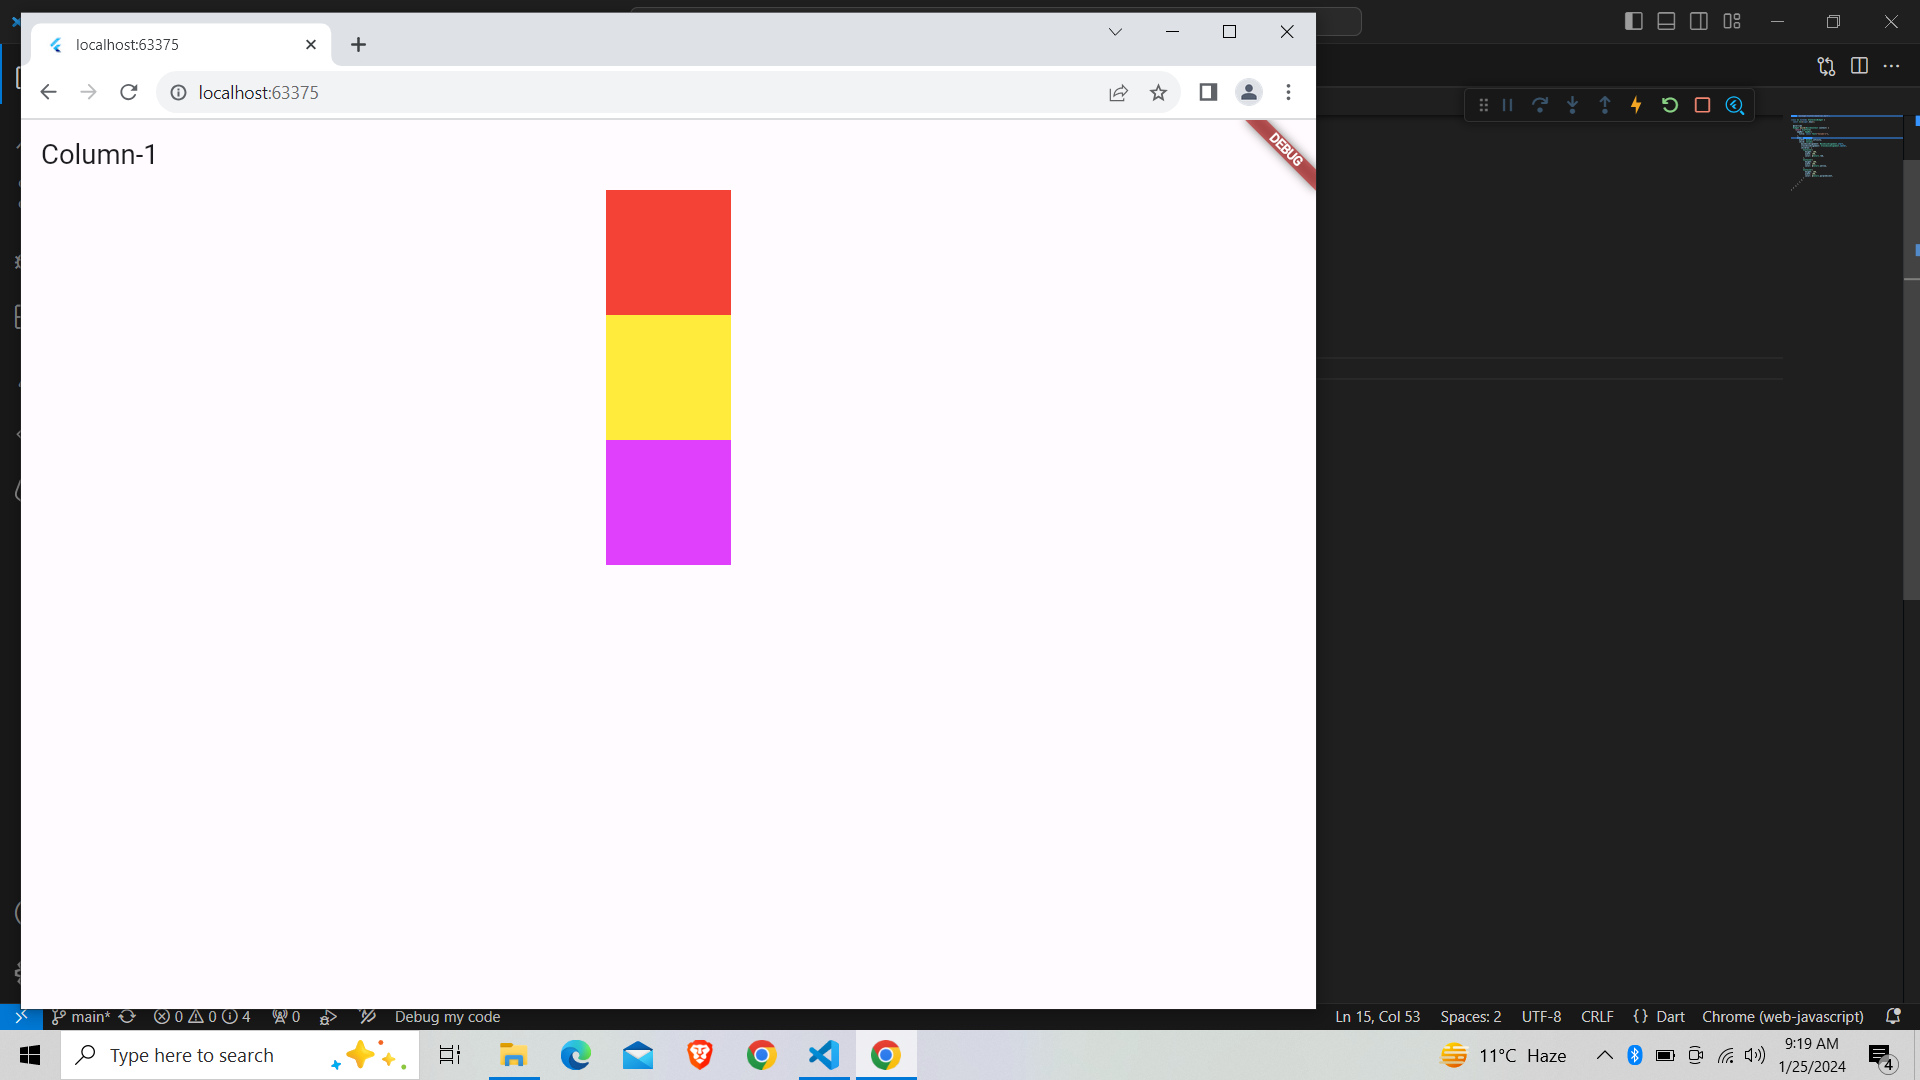 localhost:63375
localhost:63375
Column-1
DEBUG
main*
0 0 4
0
Debug my code
Ln 15, Col 53
Spaces: 2
UTF-8
CRLF
{ } Dart
Chrome (web-javascript)
Type here to search
11°C Haze
9:19 AM
1/25/2024
4